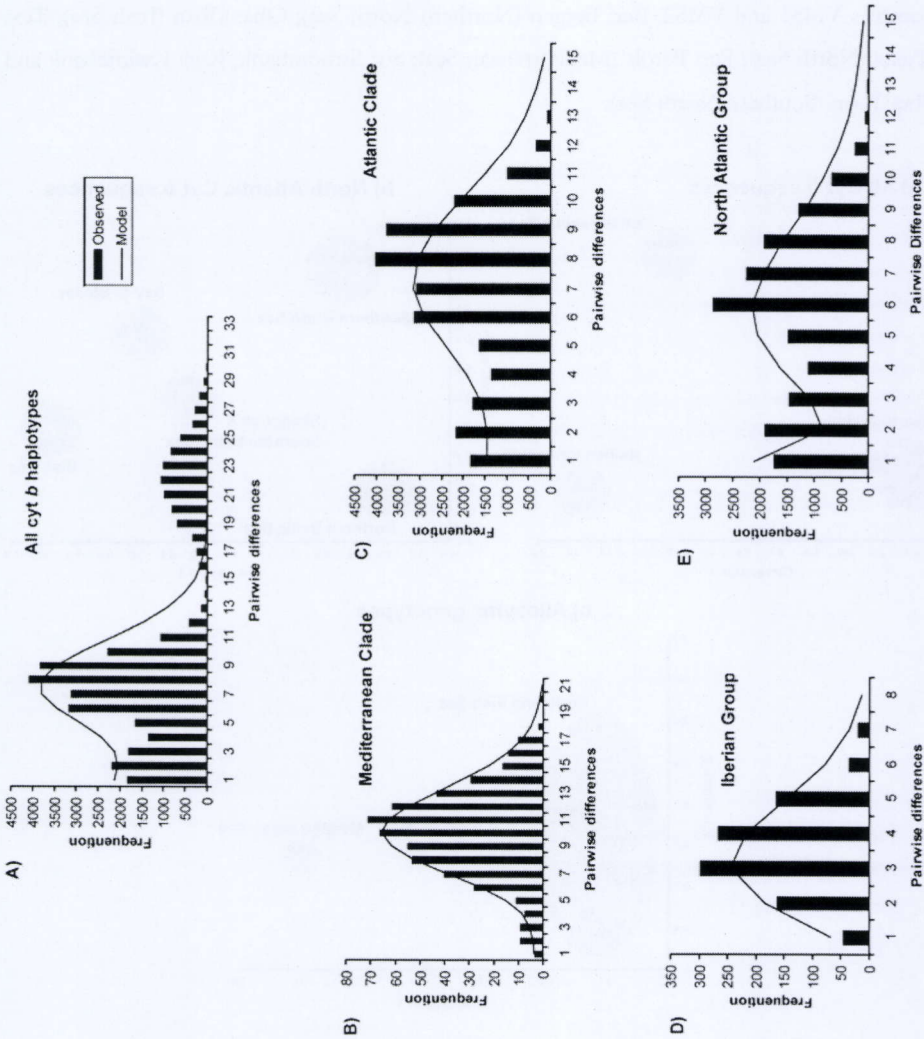 A)
All cyt b haplotypes
Observed
Model
4500
4000
3500
3000
2500
2000
1500
1000
500
0
Frequention
1 3 5 7 9 11 13 15 17 19 21 23 25 27 29 31 33
Pairwise differences
B)
Mediterranean Clade
80
70
60
50
40
30
20
10
0
Frequention
1 3 5 7 9 11 13 15 17 19 21
Pairwise differences
C)
Atlantic Clade
4500
4000
3500
3000
2500
2000
1500
1000
500
0
Frequention
1 2 3 4 5 6 7 8 9 10 11 12 13 14 15
Pairwise differences
D)
Iberian Group
350
300
250
200
150
100
50
0
Frequention
1 2 3 4 5 6 7 8
Pairwise differences
E)
North Atlantic Group
3500
3000
2500
2000
1500
1000
500
0
Frequention
1 2 3 4 5 6 7 8 9 10 11 12 13 14 15
Pairwise Differences